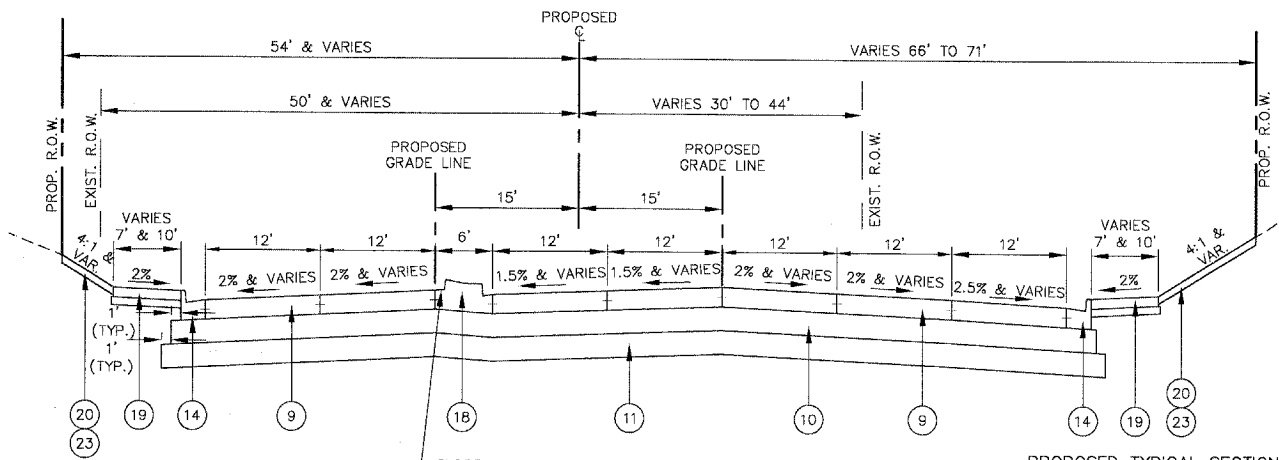 PROPOSED
℄
54' & VARIES
VARIES 66' TO 71'
50' & VARIES
VARIES 30' TO 44'
PROP. R.O.W.
EXIST. R.O.W.
PROPOSED
GRADE LINE
PROPOSED
GRADE LINE
EXIST. R.O.W.
PROP. R.O.W.
15'
15'
VARIES
7' & 10'
12'
12'
6'
12'
12'
12'
12'
12'
VARIES
7' & 10'
4:1 &
VAR.
2%
2% & VARIES
2% & VARIES
1.5% & VARIES
1.5% & VARIES
2% & VARIES
2% & VARIES
2.5% & VARIES
2%
4:1 &
VAR
1'
(TYP.)
1'
(TYP.)
20
23
19
14
9
18
11
10
9
14
19
20
23
PROPOSED TYPICAL SECTION